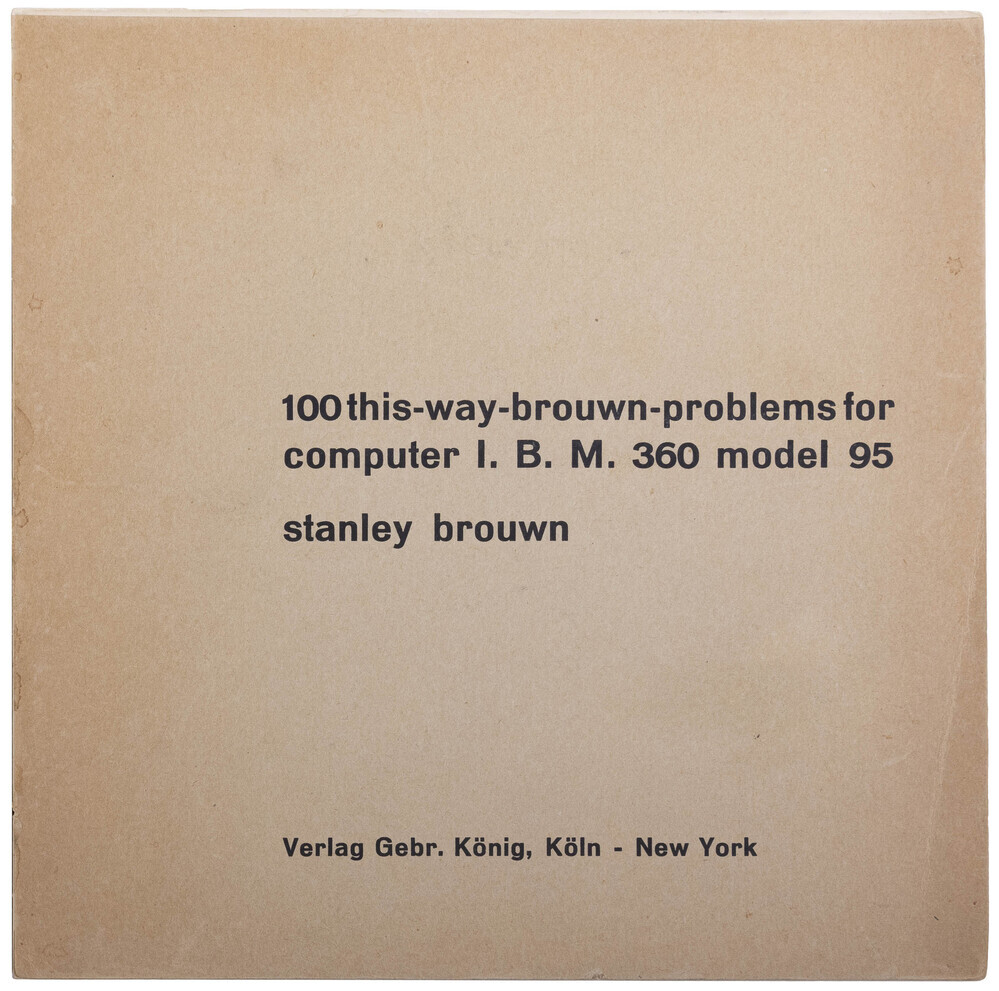 100 this-way-brouwn-problems for
computer I. B. M. 360 model 95
stanley brouwn
Verlag Gebr. König, Köln - New York